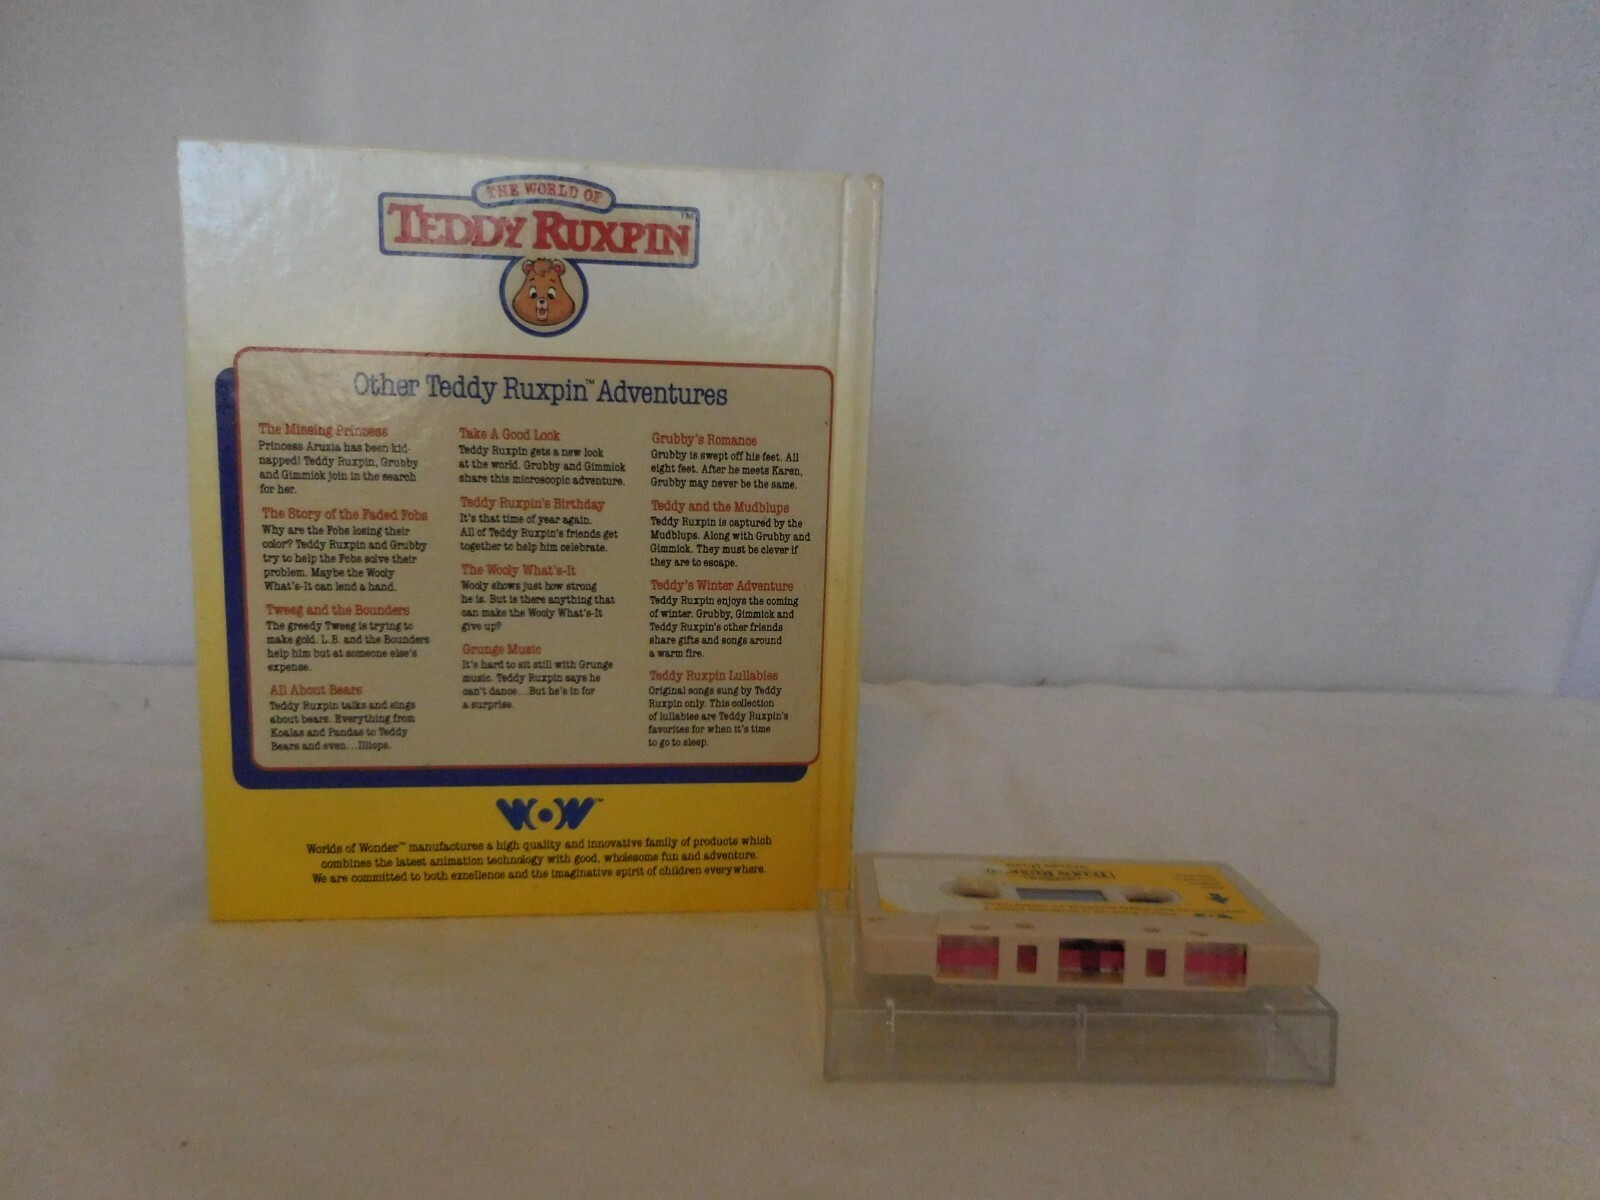 THE WORLD OF
TEDDY RUXPIN™
Other Teddy Ruxpin™ Adventures
The Missing Princess
Princess Aruzia has been kid-
napped! Teddy Ruxpin, Grubby
and Gimmick join in the search
for her.
The Story of the Faded Fobs
Why are the Fobs losing their
color? Teddy Ruxpin and Grubby
try to help the Fobs solve their
problem. Maybe the Wooly
What's-It can lend a hand.
Tweeg and the Bounders
The greedy Tweeg is trying to
make gold. L.B. and the Bounders
help him but at someone else's
expense.
All About Bears
Teddy Ruxpin talks and sings
about bears. Everything from
Koalas and Pandas to Teddy
Bears and even...Illiops.
Take A Good Look
Teddy Ruxpin gets a new look
at the world. Grubby and Gimmick
share this microscopic adventure.
Teddy Ruxpin's Birthday
It's that time of year again.
All of Teddy Ruxpin's friends get
together to help him celebrate.
The Wooly What's-It
Wooly shows just how strong
he is. But is there anything that
can make the Wooly What's-It
give up?
Grunge Music
It's hard to sit still with Grunge
music. Teddy Ruxpin says he
can't dance...But he's in for
a surprise.
Grubby's Romance
Grubby is swept off his feet. All
eight feet. After he meets Karen,
Grubby may never be the same.
Teddy and the Mudblups
Teddy Ruxpin is captured by the
Mudblups. Along with Grubby and
Gimmick. They must be clever if
they are to escape.
Teddy's Winter Adventure
Teddy Ruxpin enjoys the coming
of winter. Grubby, Gimmick and
Teddy Ruxpin's other friends
share gifts and songs around
a warm fire.
Teddy Ruxpin Lullabies
Original songs sung by Teddy
Ruxpin only. This collection
of lullabies are Teddy Ruxpin's
favorites for when it's time
to go to sleep.
WOW™
Worlds of Wonder™ manufactures a high quality and innovative family of products which
combines the latest animation technology with good, wholesome fun and adventure.
We are committed to both excellence and the imaginative spirit of children everywhere.
TEDDY RUXPIN
WOW